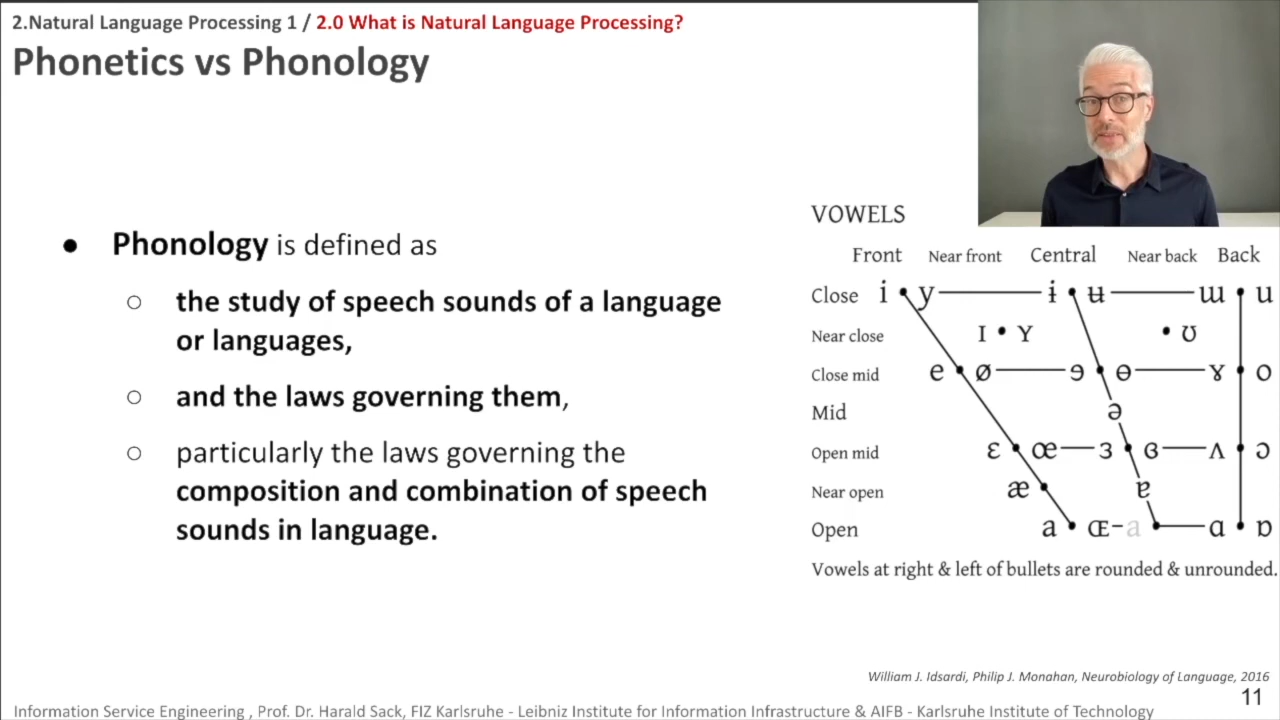 2.Natural Language Processing 1 / 2.0 What is Natural Language Processing?
Phonetics vs Phonology
● Phonology is defined as
○ the study of speech sounds of a language
or languages,
○ and the laws governing them,
○ particularly the laws governing the
composition and combination of speech
sounds in language.
VOWELS
Front Near front Central Near back Back
Close i y ɨ ʉ ɯ u
Near close I Y ʊ
Close mid e ø ɘ ɵ ɤ o
Mid ə
Open mid ɛ œ ɜ ɞ ʌ ɔ
Near open æ ɐ
Open a Œ a ɑ ɒ
Vowels at right & left of bullets are rounded & unrounded.
William J. Idsardi, Philip J. Monahan, Neurobiology of Language, 2016
11
Information Service Engineering , Prof. Dr. Harald Sack, FIZ Karlsruhe - Leibniz Institute for Information Infrastructure & AIFB - Karlsruhe Institute of Technology